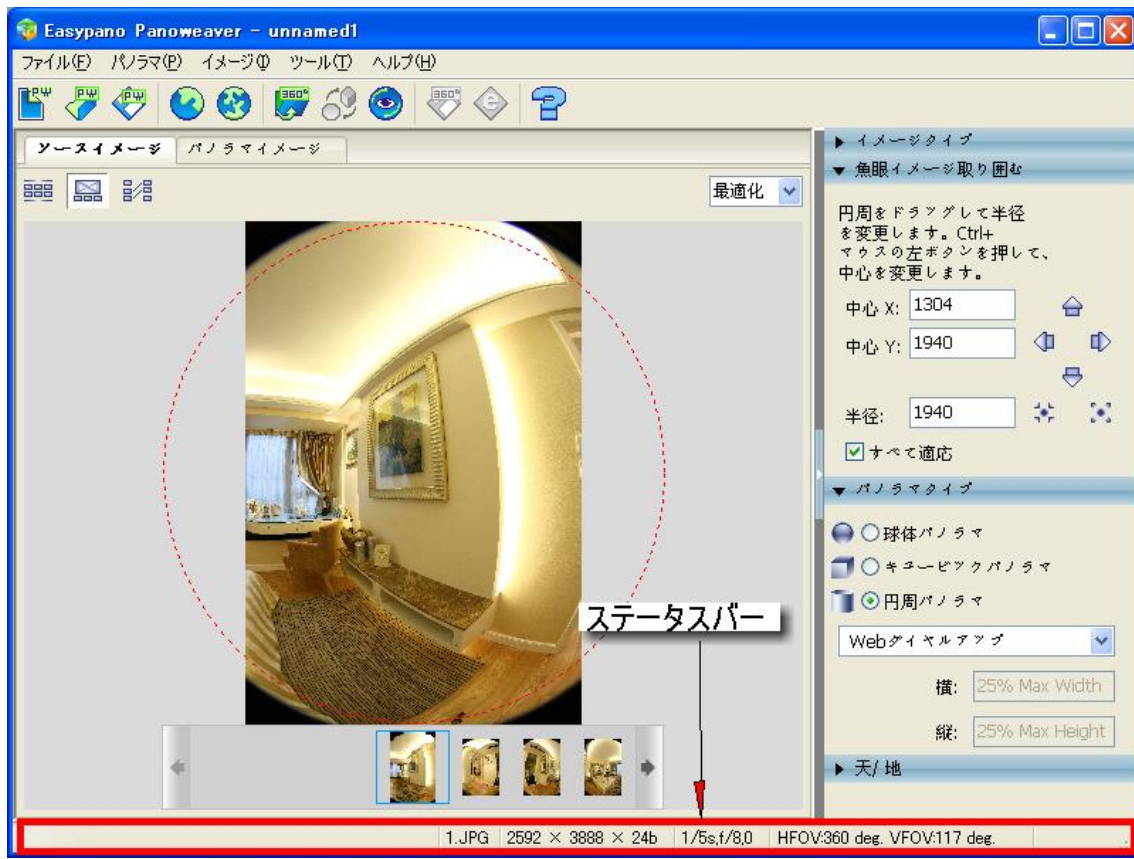 Easypano Panoweaver - unnamed1
ファイル(F) パノラマ(P) イメージ(I) ツール(T) ヘルプ(H)
PW PW PW 360° 360° e ?
ソースイメージ パノラマイメージ
最適化
イメージタイプ
魚眼イメージ取り囲む
円周をドラッグして半径
を変更します。Ctrl+
マウスの左ボタンを押して、
中心を変更します。
中心 X: 1304
中心 Y: 1940
半径: 1940
すべて適応
パノラマタイプ
球体パノラマ
キュービックパノラマ
円周パノラマ
Webダイヤルアップ
横: 25% Max Width
縦: 25% Max Height
天/地
ステータスバー
1.JPG 2592 × 3888 × 24b 1/5s,f/8.0 HFOV:360 deg. VFOV:117 deg.